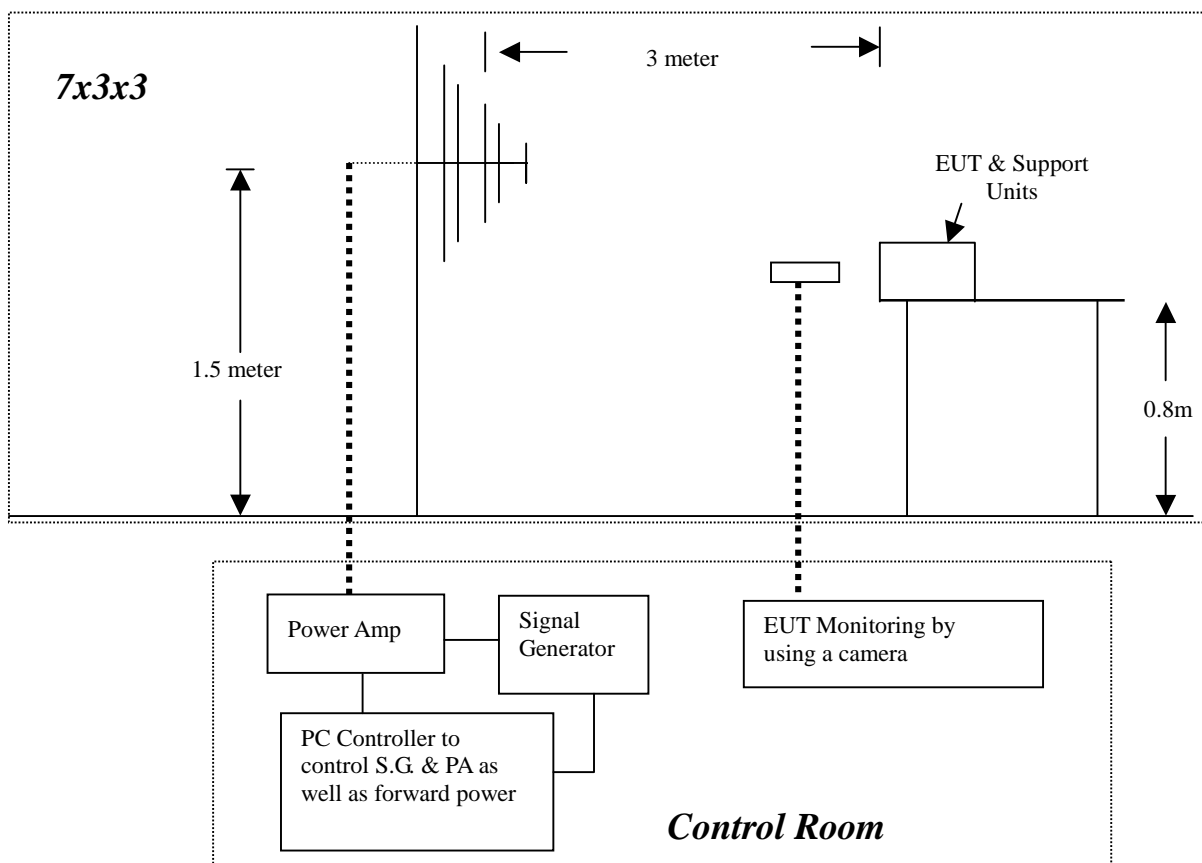 3 meter
7x3x3
EUT & Support
Units
1.5 meter
0.8m
Power Amp
Signal
Generator
EUT Monitoring by
using a camera
PC Controller to
control S.G. & PA as
well as forward power
Control Room